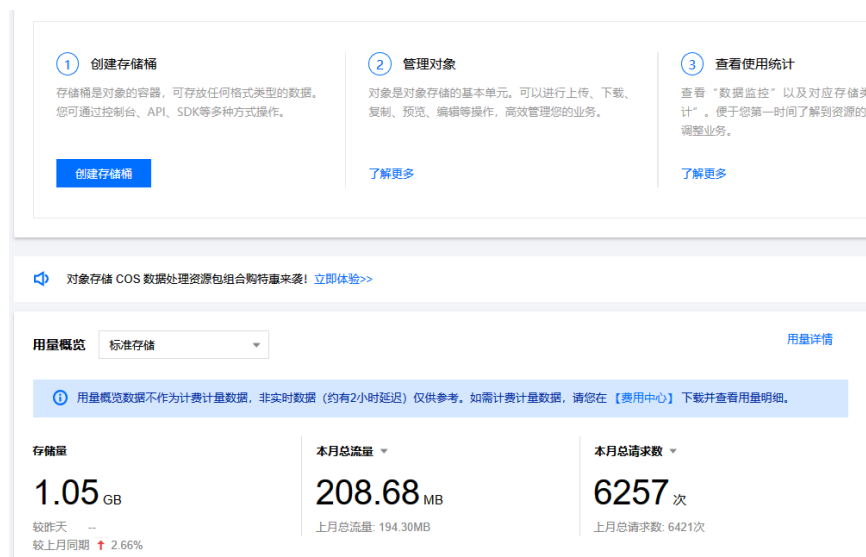 1 创建存储桶
存储桶是对象的容器，可存放任何格式类型的数据。
您可通过控制台、API、SDK等多种方式操作。
创建存储桶
2 管理对象
对象是对象存储的基本单元。可以进行上传、下载、
复制、预览、编辑等操作，高效管理您的业务。
了解更多
3 查看使用统计
查看“数据监控”以及对应存储类
计”。便于您第一时间了解到资源的
调整业务。
了解更多
对象存储 COS 数据处理资源包组合购特惠来袭！立即体验>>
用量概览 标准存储
用量详情
用量概览数据不作为计费计量数据，非实时数据（约有2小时延迟）仅供参考。如需计费计量数据，请您在【费用中心】下载并查看用量明细。
存储量
1.05 GB
较昨天 --
较上月同期 ↑ 2.66%
本月总流量
208.68 MB
上月总流量: 194.30MB
本月总请求数
6257 次
上月总请求数: 6421次